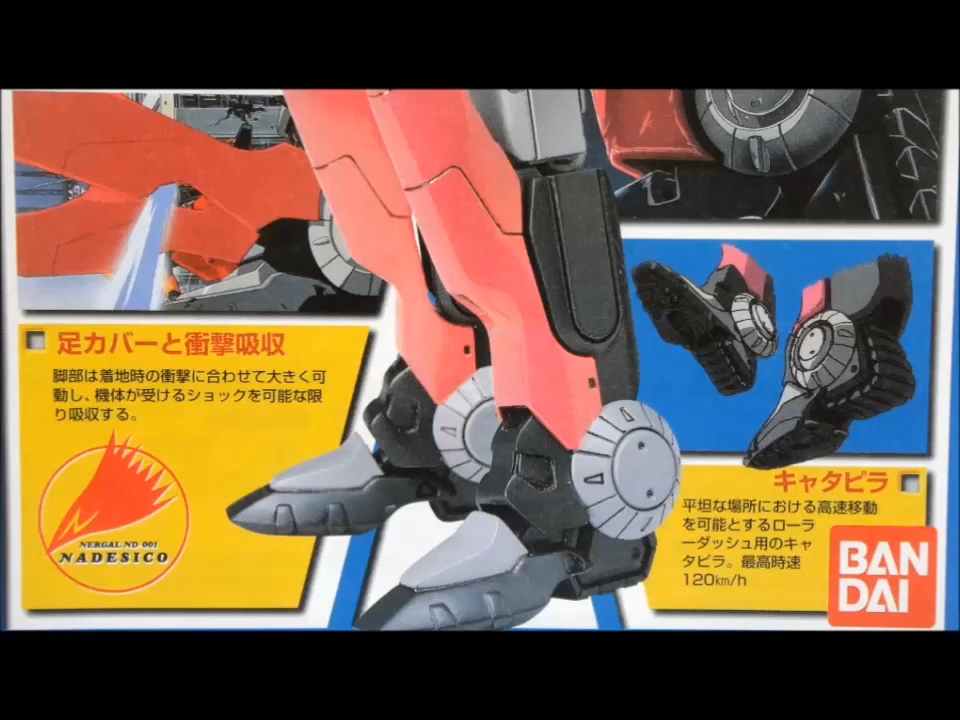 足カバーと衝撃吸収
脚部は着地時の衝撃に合わせて大きく可
動し、機体が受けるショックを可能な限
り吸収する。
NERGAL ND 001
NADESICO
キャタピラ
平坦な場所における高速移動
を可能とするローラ
ーダッシュ用のキャ
タピラ。最高時速
120km/h
BAN
DAI